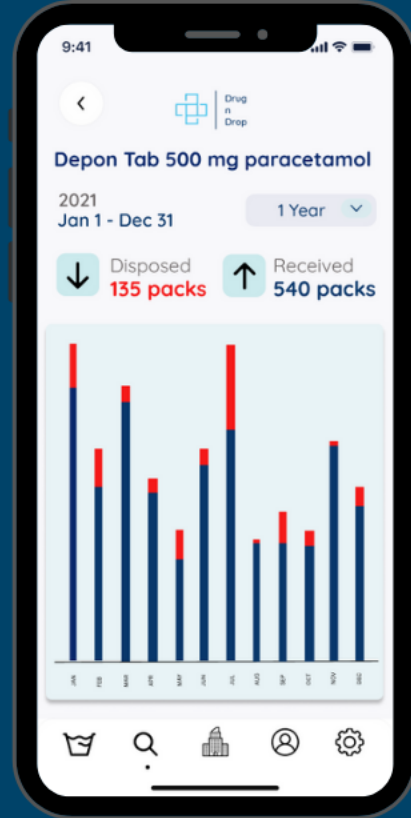 9:41
Drug
n
Drop
Depon Tab 500 mg paracetamol
2021
Jan 1 - Dec 31
1 Year
Disposed
135 packs
Received
540 packs
JAN FEB MAR APR MAY JUN JUL AUG SEP OCT NOV DEC